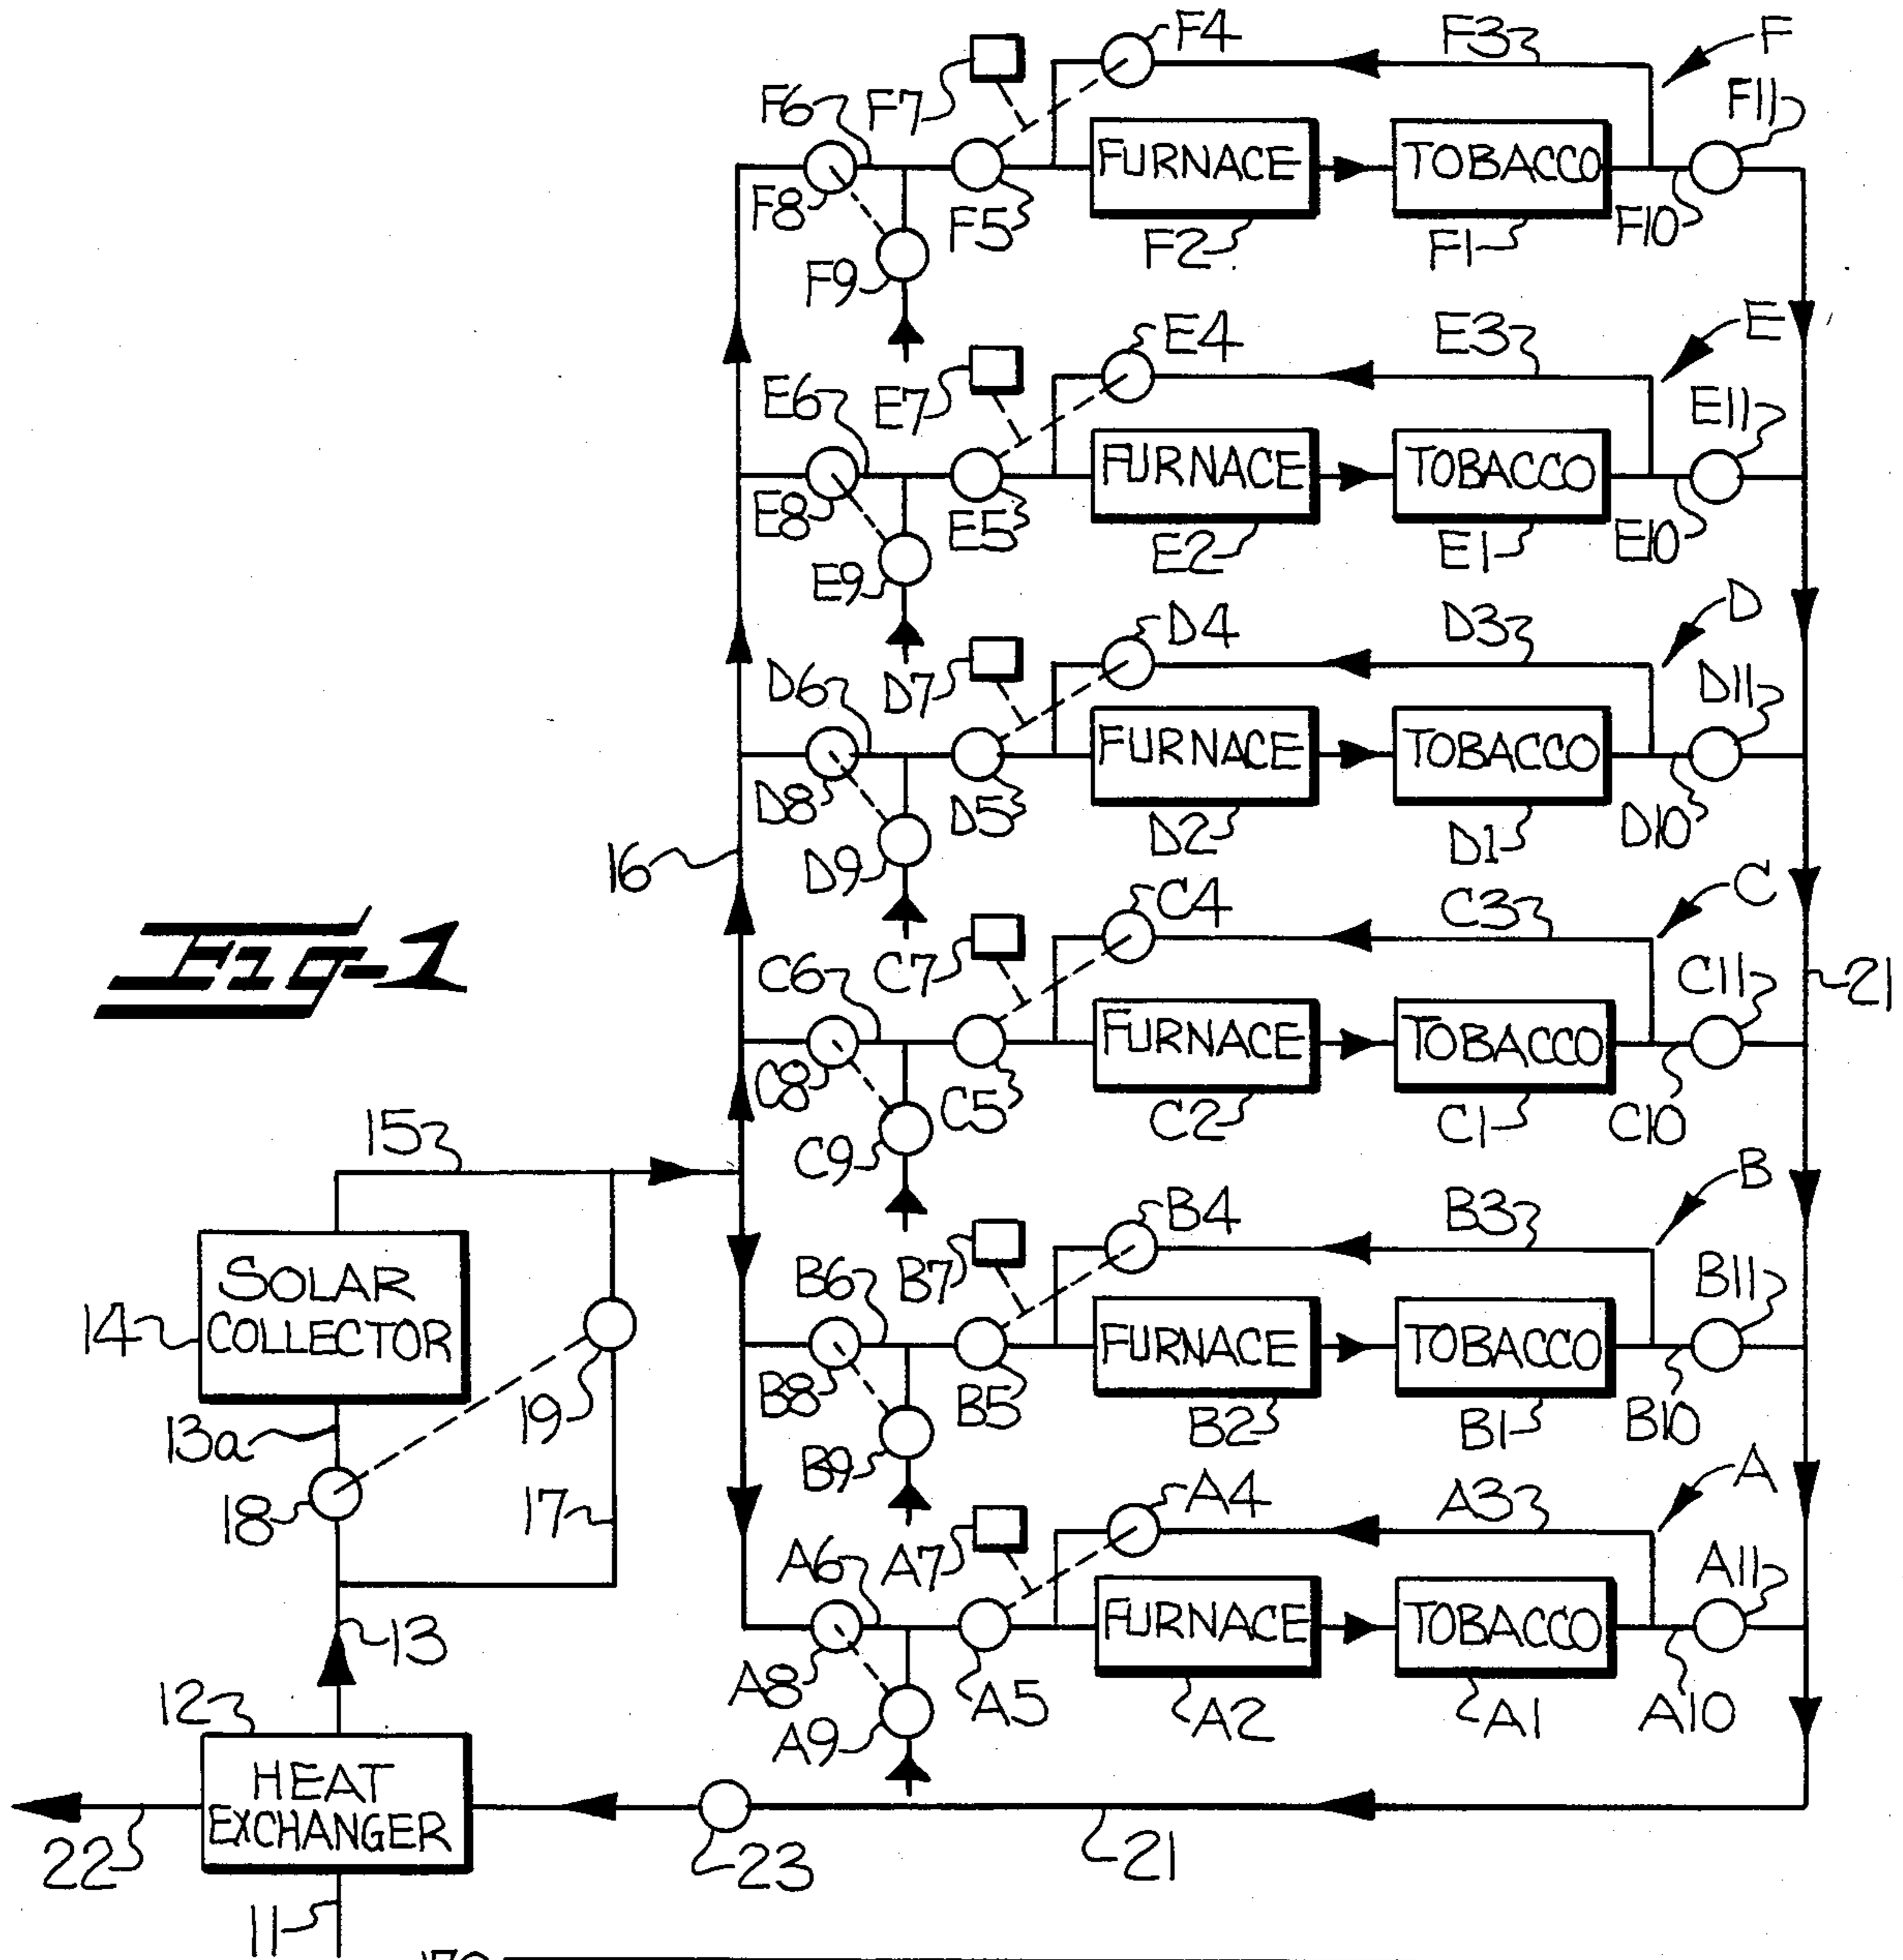 F4
F3
F
F7
F6
F11
FURNACE
TOBACCO
F8
F5
F2
F1
F10
F9
E4
E3
E
E7
E6
E11
FURNACE
TOBACCO
E8
E5
E2
E1
E10
E9
D4
D3
D
D7
D6
D11
FURNACE
TOBACCO
D8
D5
D2
D1
D10
D9
16
C4
C3
C
C7
C6
C11
21
Fig-1
FURNACE
TOBACCO
C8
C5
C2
C1
C10
C9
15
B4
B3
B
B7
B6
B11
SOLAR
COLLECTOR
14
FURNACE
TOBACCO
B8
B5
B2
B1
B10
B9
19
13a
18
17
A4
A3
A
A7
A6
A11
FURNACE
TOBACCO
13
A8
A5
A2
A1
A10
A9
12
HEAT
EXCHANGER
22
23
21
11